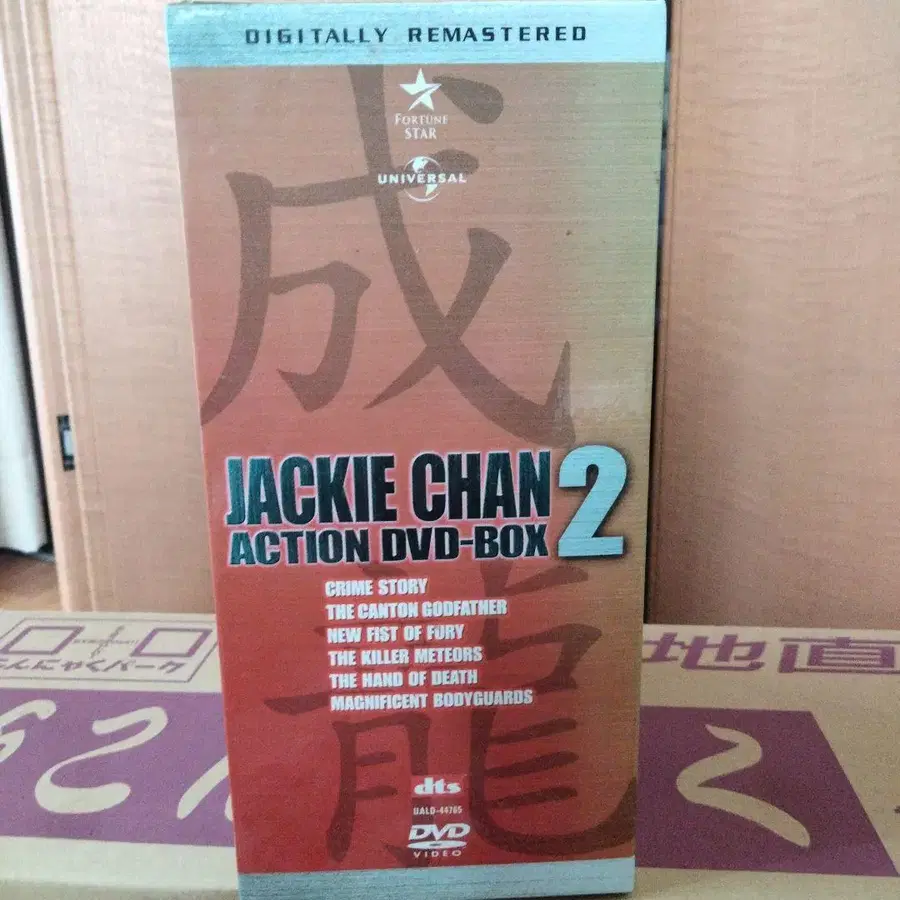 DIGITALLY REMASTERED
FORTUNE
STAR
UNIVERSAL
成
龍
JACKIE CHAN
ACTION DVD-BOX 2
CRIME STORY
THE CANTON GODFATHER
NEW FIST OF FURY
THE KILLER METEORS
THE HAND OF DEATH
MAGNIFICENT BODYGUARDS
dts
UALD-44765
DVD
VIDEO
地直